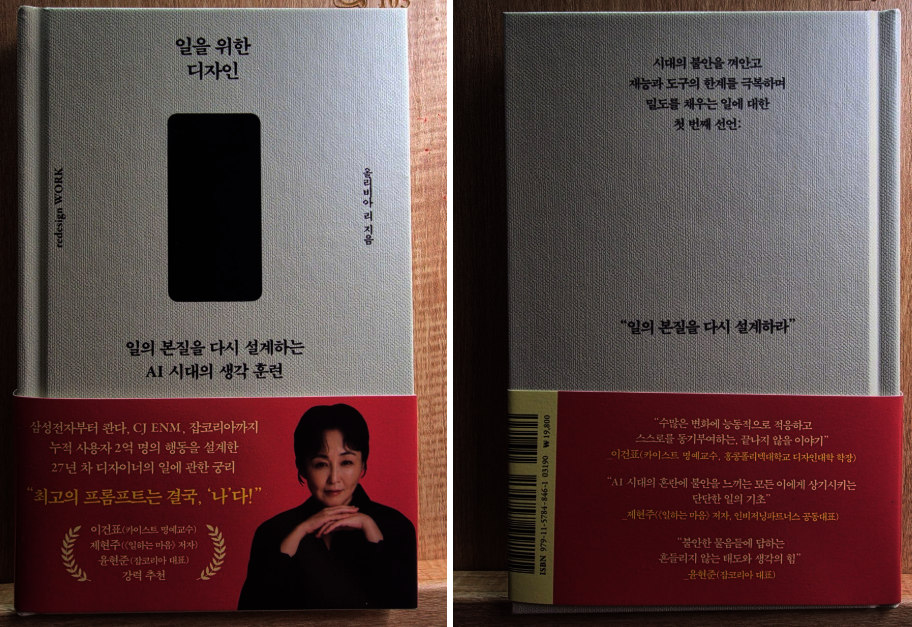 일을 위한
디자인
redesign WORK
올리비아 리 지음
일의 본질을 다시 설계하는
AI 시대의 생각 훈련
삼성전자부터 콴다, CJ ENM, 잡코리아까지
누적 사용자 2억 명의 행동을 설계한
27년 차 디자이너의 일에 관한 궁리
“최고의 프롬프트는 결국, ‘나’다!”
이건표(카이스트 명예교수)
제현주(《일하는 마음》 저자)
윤현준(잡코리아 대표)
강력 추천
시대의 불안을 껴안고
재능과 도구의 한계를 극복하며
밀도를 채우는 일에 대한
첫 번째 선언:
“일의 본질을 다시 설계하라”
“수많은 변화에 능동적으로 적응하고
스스로를 동기부여하는, 끝나지 않을 이야기”
_이건표(카이스트 명예교수, 홍콩폴리텍대학교 디자인대학 학장)
“AI 시대의 혼란에 불안을 느끼는 모든 이에게 상기시키는
단단한 일의 기초”
_제현주(《일하는 마음》 저자, 인비저닝파트너스 공동대표)
“불안한 물음들에 답하는
흔들리지 않는 태도와 생각의 힘”
_윤현준(잡코리아 대표)
ISBN 979-11-5784-846-1 03190 ₩ 19,800